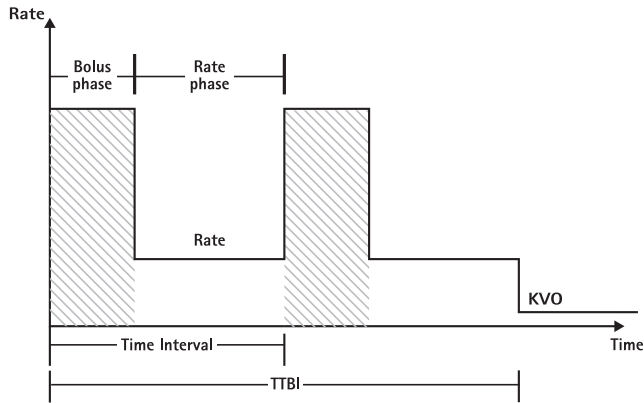 Rate
Bolus
phase
Rate
phase
Rate
KVO
Time
Time Interval
TTBI